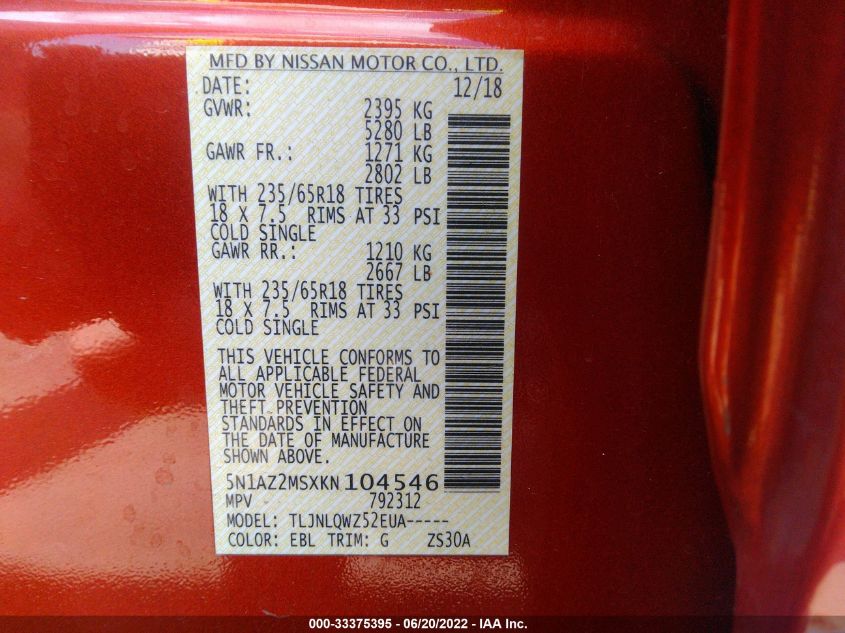 MFD BY NISSAN MOTOR CO., LTD.
DATE: 12/18
GVWR: 2395 KG
5280 LB
GAWR FR.: 1271 KG
2802 LB
WITH 235/65R18 TIRES
18 X 7.5 RIMS AT 33 PSI
COLD SINGLE
GAWR RR.: 1210 KG
2667 LB
WITH 235/65R18 TIRES
18 X 7.5 RIMS AT 33 PSI
COLD SINGLE
THIS VEHICLE CONFORMS TO
ALL APPLICABLE FEDERAL
MOTOR VEHICLE SAFETY AND
THEFT PREVENTION
STANDARDS IN EFFECT ON
THE DATE OF MANUFACTURE
SHOWN ABOVE.
5N1AZ2MSXKN104546
MPV 792312
MODEL: TLJNLQWZ52EUA-----
COLOR: EBL TRIM: G ZS30A
000-33375395 - 06/20/2022 - IAA Inc.